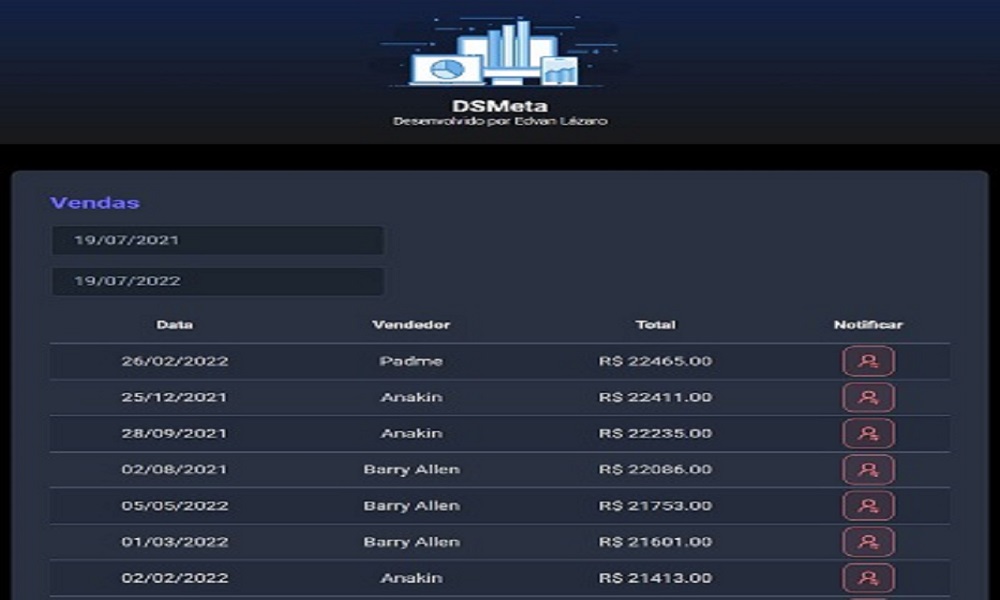 DSMeta
Desenvolvido por Edvan Lázaro
Vendas
19/07/2021
19/07/2022
Data Vendedor Total Notificar
26/02/2022 Padme R$ 22465.00
25/12/2021 Anakin R$ 22411.00
28/09/2021 Anakin R$ 22235.00
02/08/2021 Barry Allen R$ 22086.00
05/05/2022 Barry Allen R$ 21753.00
01/03/2022 Barry Allen R$ 21601.00
02/02/2022 Anakin R$ 21413.00